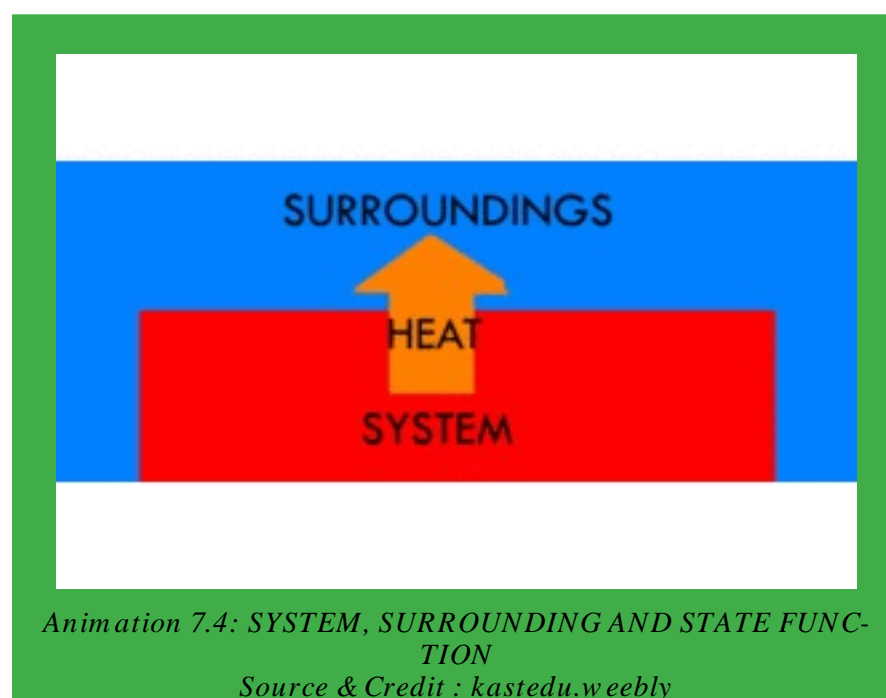 SURROUNDINGS
HEAT
SYSTEM
Animation 7.4: SYSTEM, SURROUNDING AND STATE FUNC-
TION
Source & Credit : kastedu.weebly